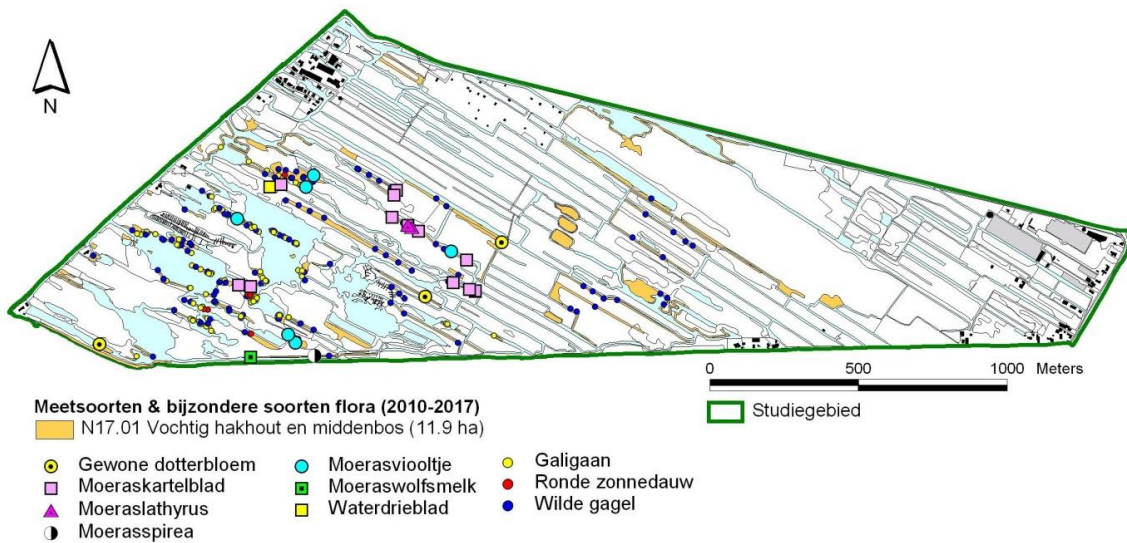 N
0 500 1000 Meters
Studiegebied
Meetsoorten & bijzondere soorten flora (2010-2017)
N17.01 Vochtig hakhout en middenbos (11.9 ha)
Gewone dotterbloem
Moeraskartelblad
Moeraslathyrus
Moerasspirea
Moerasviooltje
Moeraswolfsmelk
Waterdrieblad
Galigaan
Ronde zonnedauw
Wilde gagel